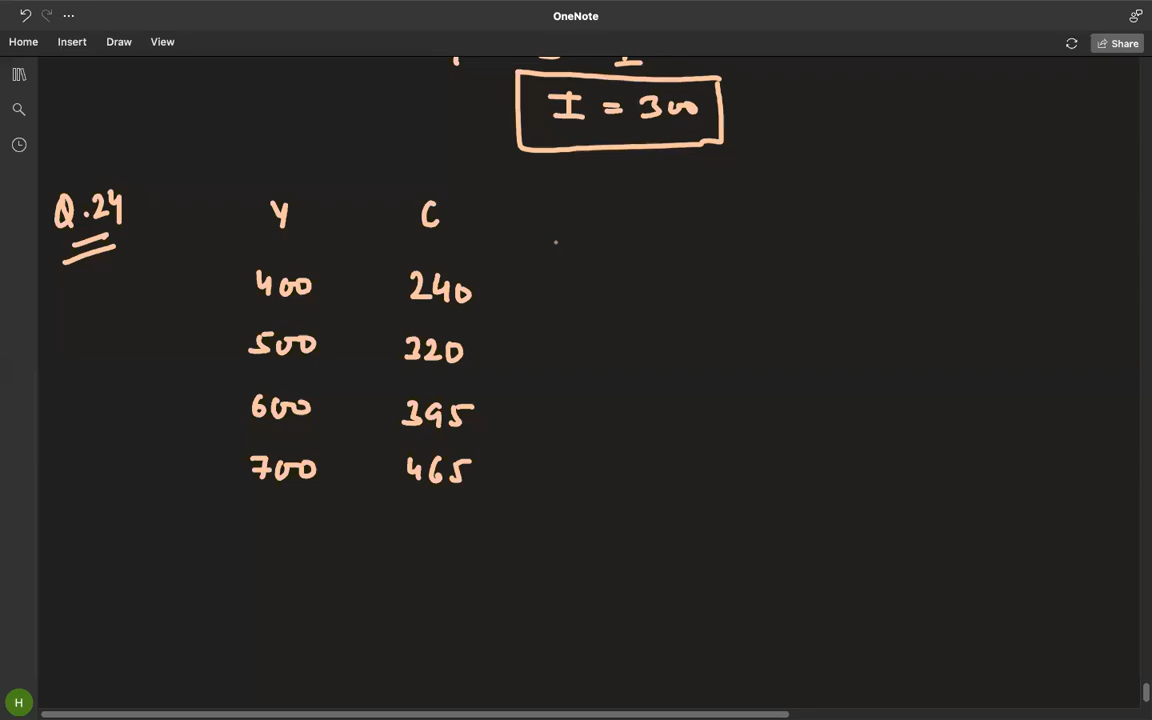 OneNote
Home Insert Draw View
Share
I = 300
Q.24 Y C
400 240
500 320
600 395
700 465
H